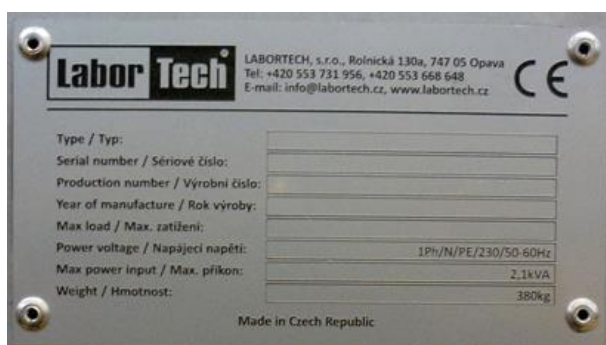 Labor Tech
LABORTECH, s.r.o., Rolnická 130a, 747 05 Opava
Tel: +420 553 731 956, +420 553 668 648
E-mail: info@labortech.cz, www.labortech.cz
CE
Type / Typ:
Serial number / Sériové číslo:
Production number / Výrobní číslo:
Year of manufacture / Rok výroby:
Max load / Max. zatížení:
Power voltage / Napájecí napětí: 1Ph/N/PE/230/50-60Hz
Max power input / Max. příkon: 2,1kVA
Weight / Hmotnost: 380kg
Made in Czech Republic